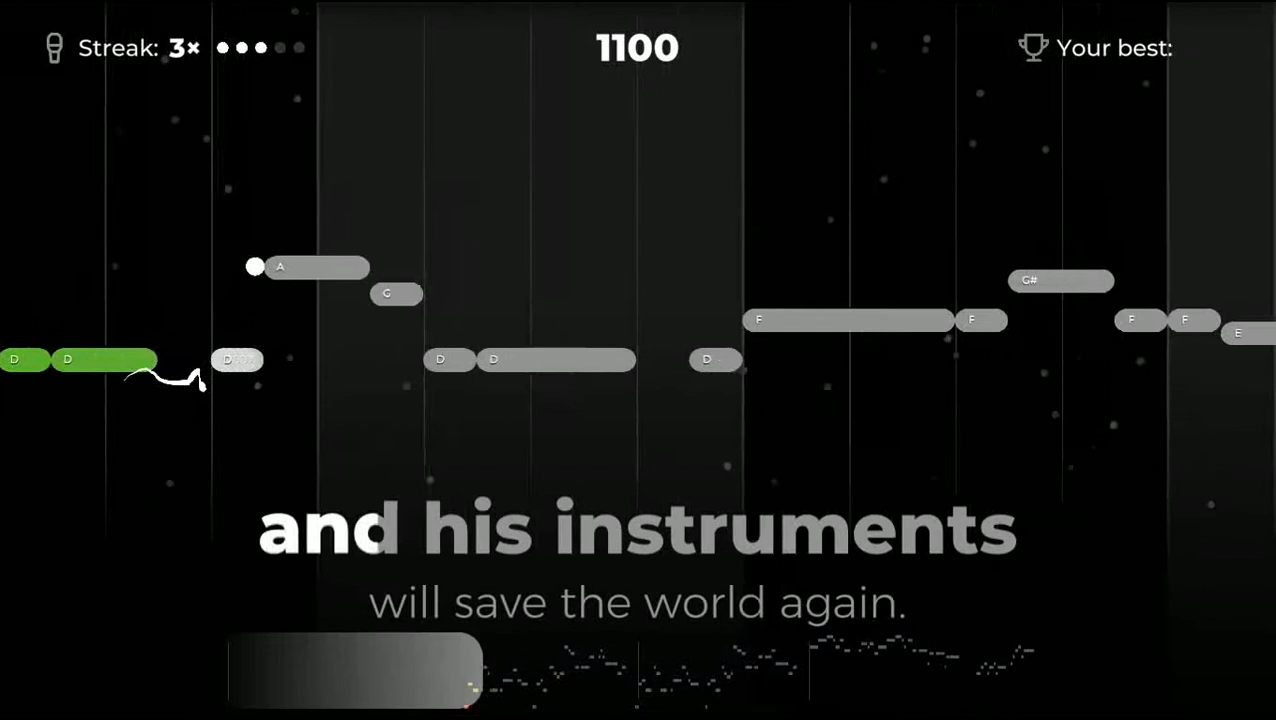 Streak: 3×
1100
Your best:
A
G
D D D D D D
F F
G#
F F
E
and his instruments
will save the world again.